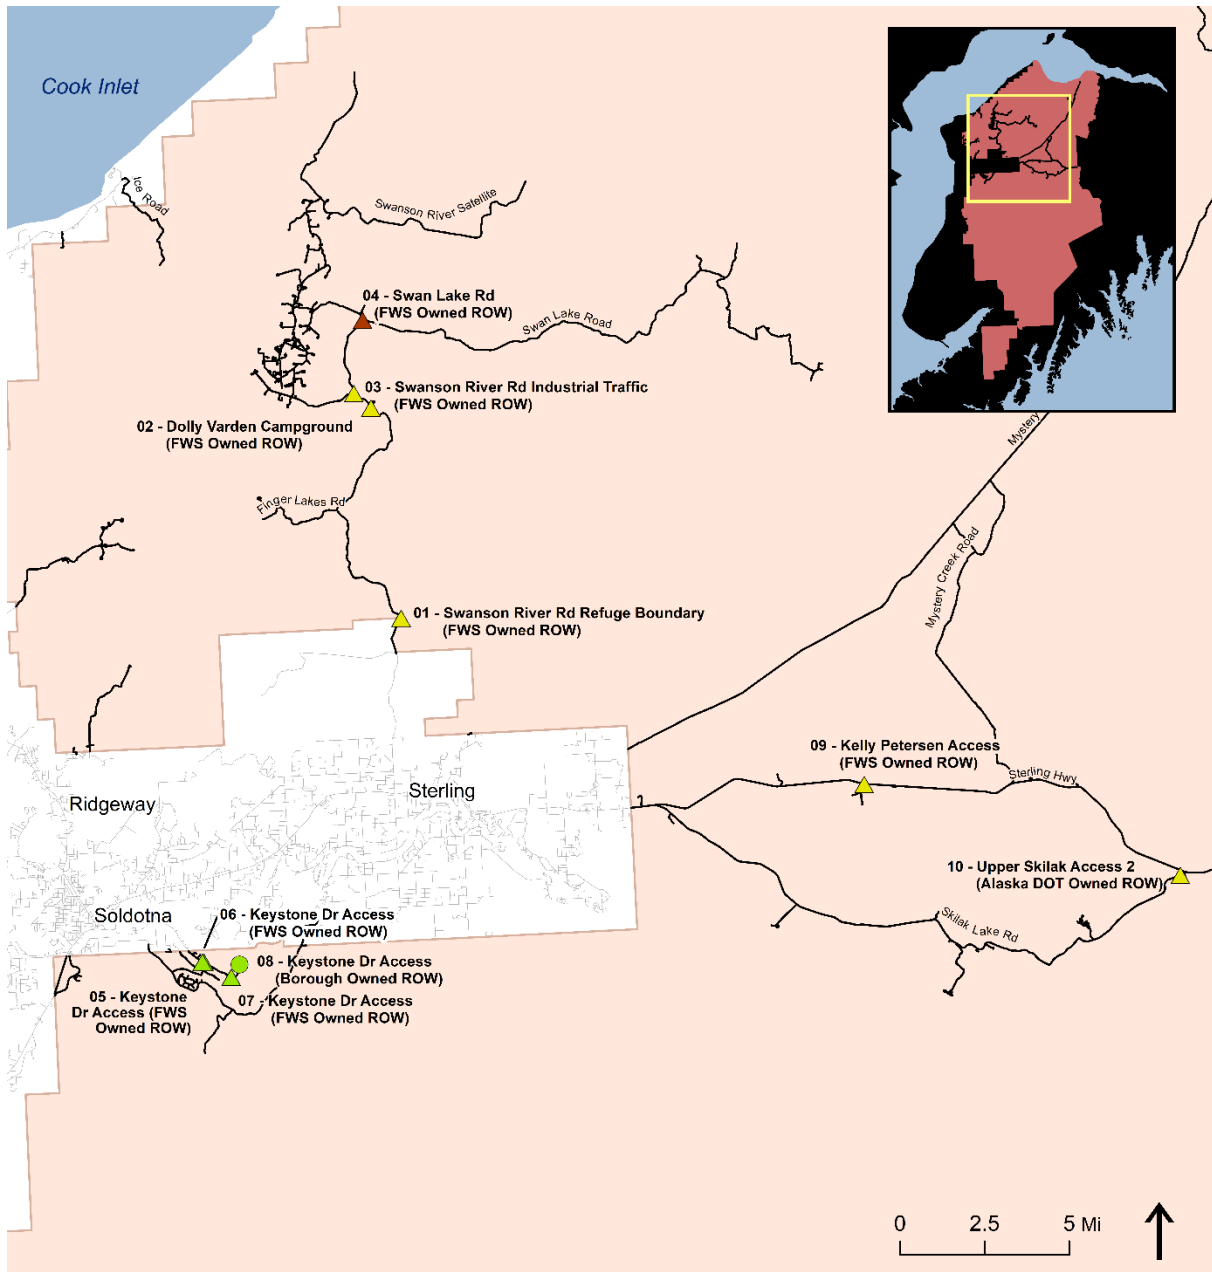 Cook Inlet
Ice Road
Swanson River Satellite
04 - Swan Lake Rd
(FWS Owned ROW)
Swan Lake Road
03 - Swanson River Rd Industrial Traffic
(FWS Owned ROW)
02 - Dolly Varden Campground
(FWS Owned ROW)
Mystery
Finger Lakes Rd
Mystery Creek Road
01 - Swanson River Rd Refuge Boundary
(FWS Owned ROW)
09 - Kelly Petersen Access
(FWS Owned ROW)
Sterling Hwy
Sterling
Ridgeway
10 - Upper Skilak Access 2
(Alaska DOT Owned ROW)
Soldotna
06 - Keystone Dr Access
(FWS Owned ROW)
Skilak Lake Rd
08 - Keystone Dr Access
(Borough Owned ROW)
05 - Keystone
Dr Access (FWS
Owned ROW)
07 - Keystone Dr Access
(FWS Owned ROW)
0 2.5 5 Mi